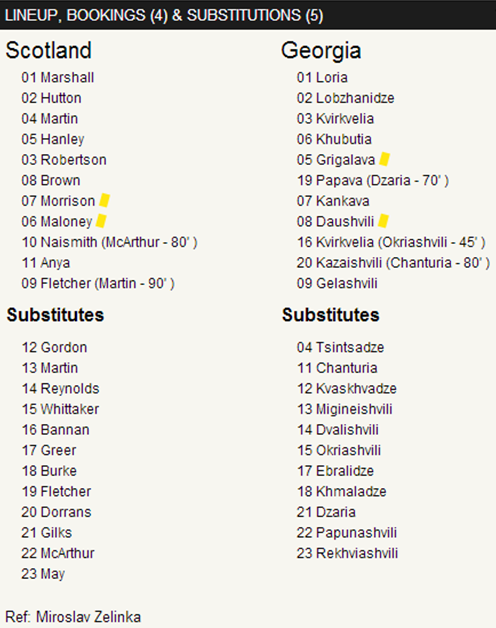 LINEUP, BOOKINGS (4) & SUBSTITUTIONS (5)
Scotland
01 Marshall
02 Hutton
04 Martin
05 Hanley
03 Robertson
08 Brown
07 Morrison
06 Maloney
10 Naismith (McArthur - 80' )
11 Anya
09 Fletcher (Martin - 90' )
Substitutes
12 Gordon
13 Martin
14 Reynolds
15 Whittaker
16 Bannan
17 Greer
18 Burke
19 Fletcher
20 Dorrans
21 Gilks
22 McArthur
23 May
Georgia
01 Loria
02 Lobzhanidze
03 Kvirkvelia
06 Khubutia
05 Grigalava
19 Papava (Dzaria - 70' )
07 Kankava
08 Daushvili
16 Kvirkvelia (Okriashvili - 45' )
20 Kazaishvili (Chanturia - 80' )
09 Gelashvili
Substitutes
04 Tsintsadze
11 Chanturia
12 Kvaskhvadze
13 Migineishvili
14 Dvalishvili
15 Okriashvili
17 Ebralidze
18 Khmaladze
21 Dzaria
22 Papunashvili
23 Rekhviashvili
Ref: Miroslav Zelinka